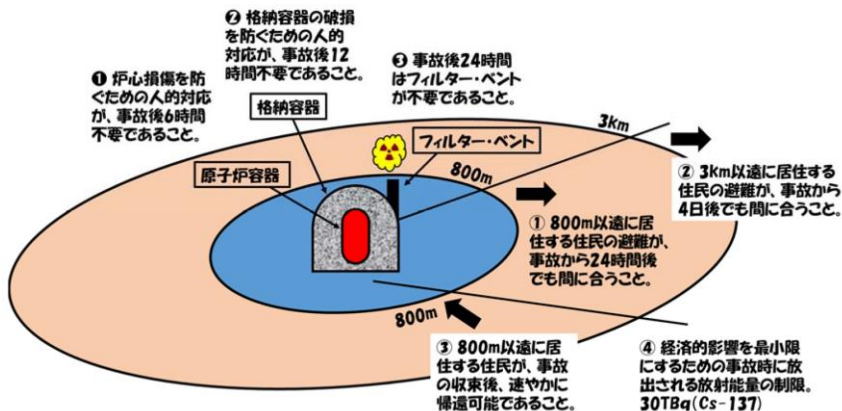 ❷ 格納容器の破損
を防ぐための人的
対応が、事故後12
時間不要であること。
❸ 事故後24時間
はフィルター・ベント
が不要であること。
❶ 炉心損傷を防
ぐための人的対応
が、事故後6時間
不要であること。
格納容器
フィルター・ベント
原子炉容器
3km
800m
② 3km以遠に居住する
住民の避難が、事故から
4日後でも間に合うこと。
① 800m以遠に居
住する住民の避難が、
事故から24時間後
でも間に合うこと。
800m
③ 800m以遠に居
住する住民が、事故
の収束後、速やかに
帰還可能であること。
④ 経済的影響を最小限
にするための事故時に放
出される放射能量の制限。
30TBq(Cs-137)